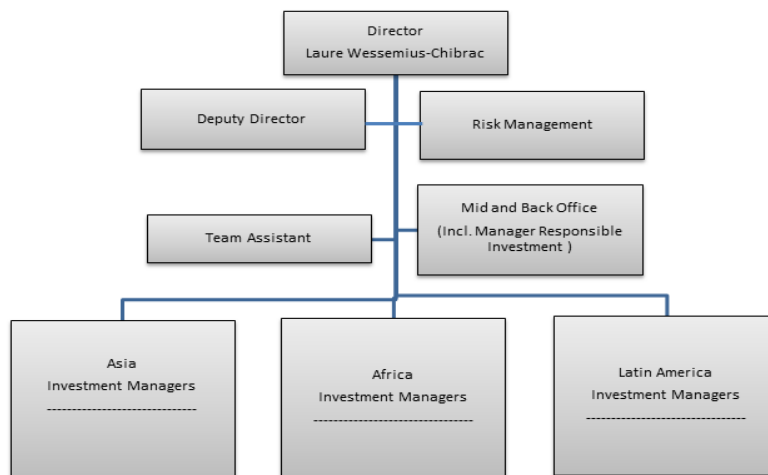 Director
Laure Wessemius-Chibrac
Deputy Director
Risk Management
Team Assistant
Mid and Back Office
(Incl. Manager Responsible
Investment )
Asia
Investment Managers
------------------------------
Africa
Investment Managers
--------------------------------
Latin America
Investment Managers
--------------------------------